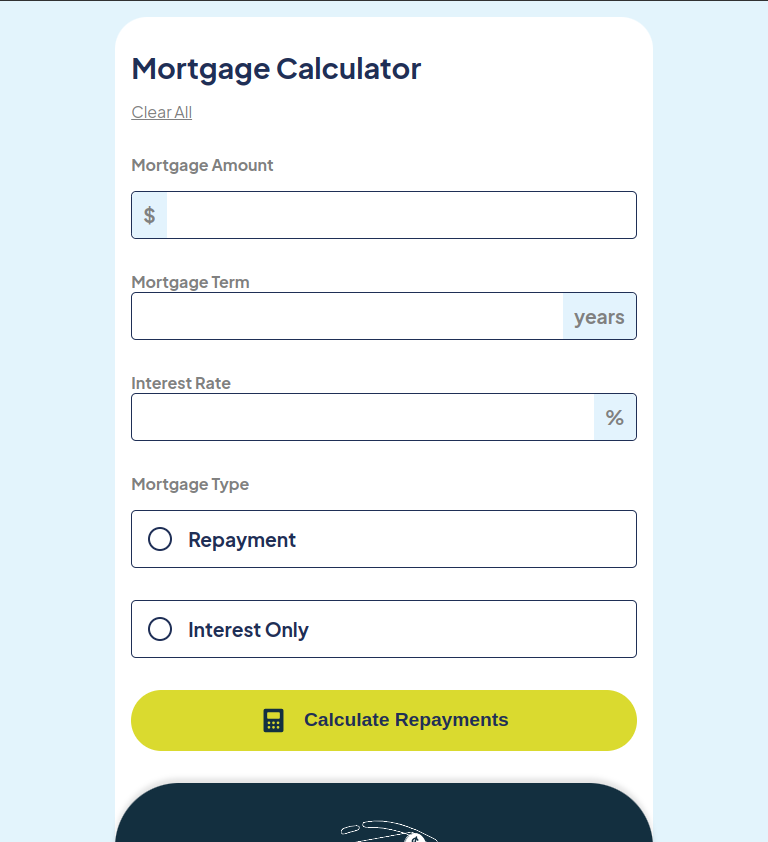 Mortgage Calculator
Clear All
Mortgage Amount
$
Mortgage Term
years
Interest Rate
%
Mortgage Type
Repayment
Interest Only
Calculate Repayments